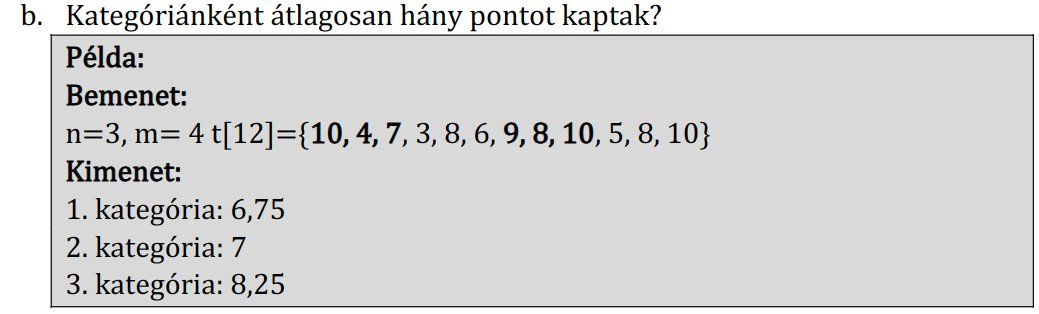 b. Kategóriánként átlagosan hány pontot kaptak?
Példa:
Bemenet:
n=3, m= 4 t[12]={10, 4, 7, 3, 8, 6, 9, 8, 10, 5, 8, 10}
Kimenet:
1. kategória: 6,75
2. kategória: 7
3. kategória: 8,25